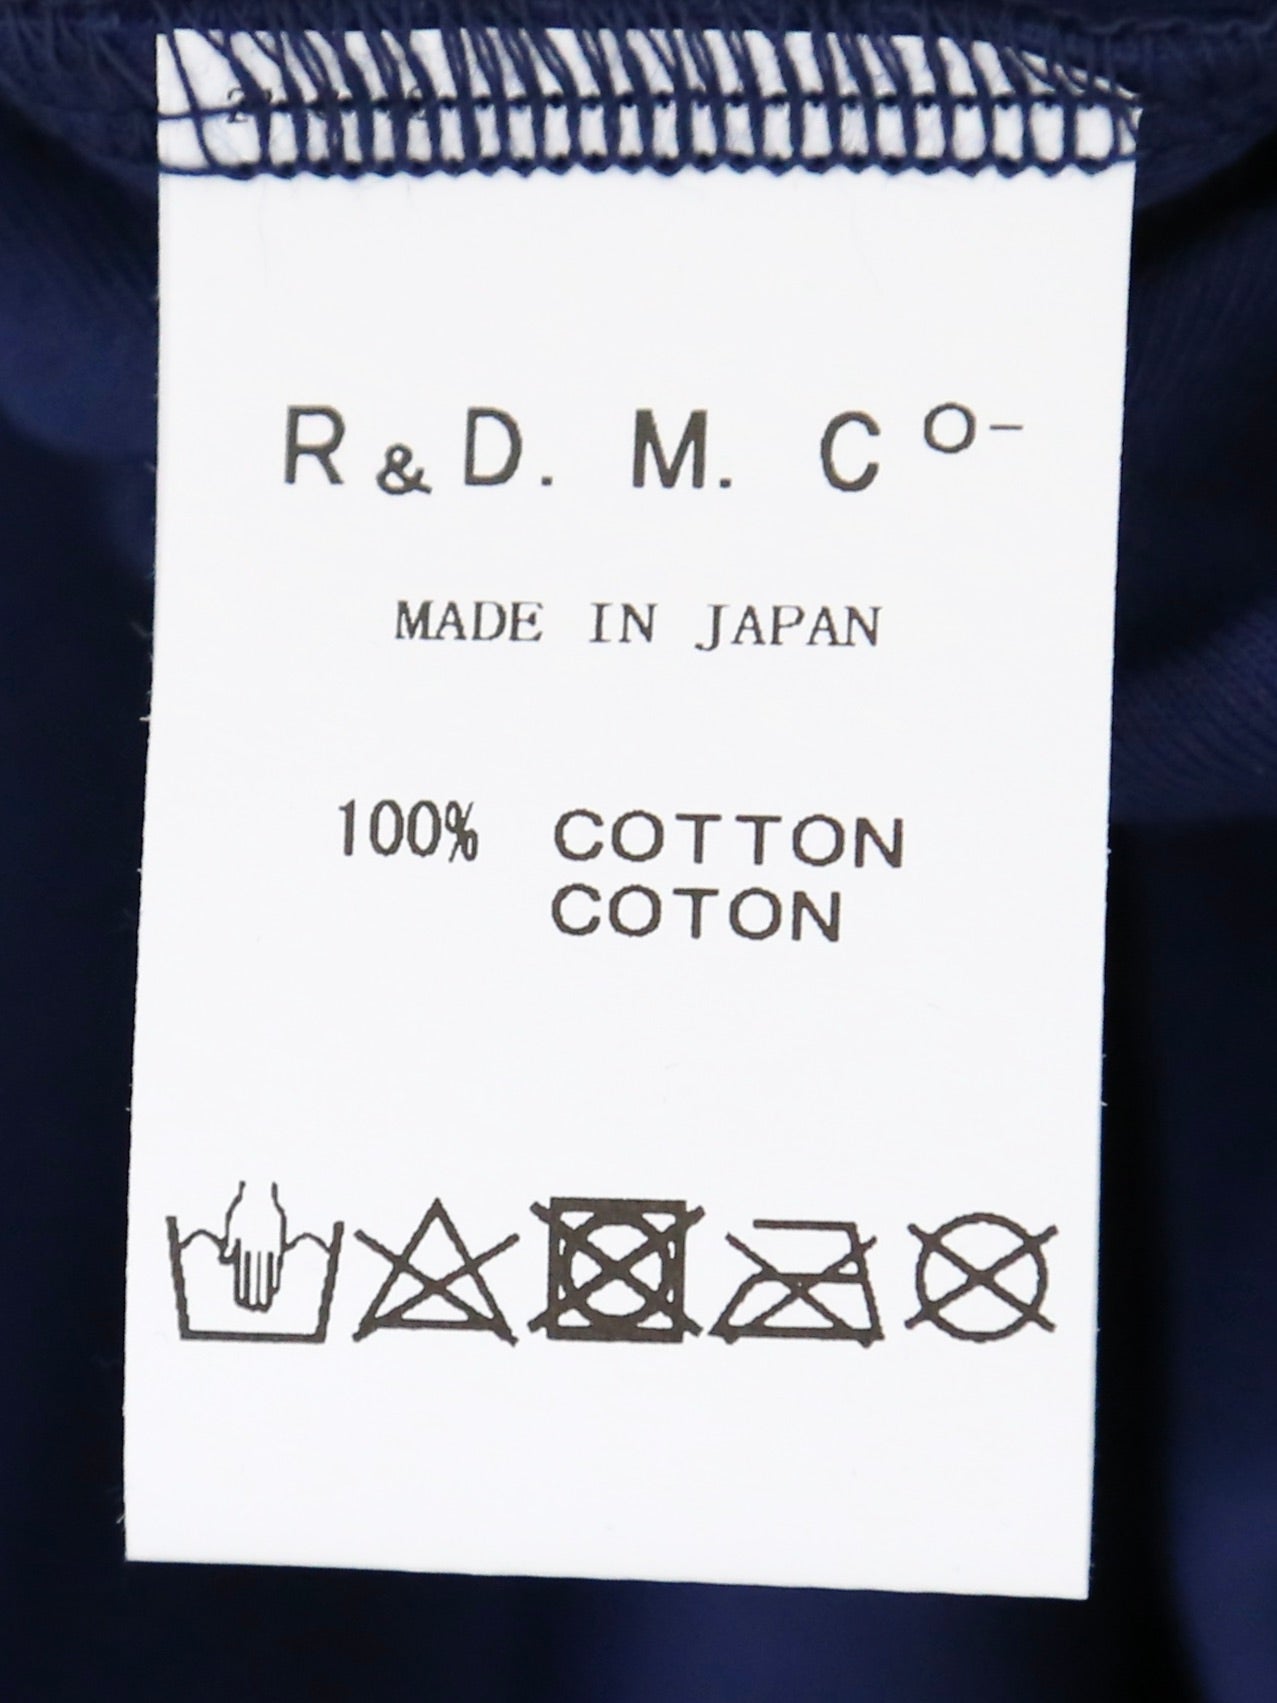 R&D. M. Co-
MADE IN JAPAN
100% COTTON
COTON